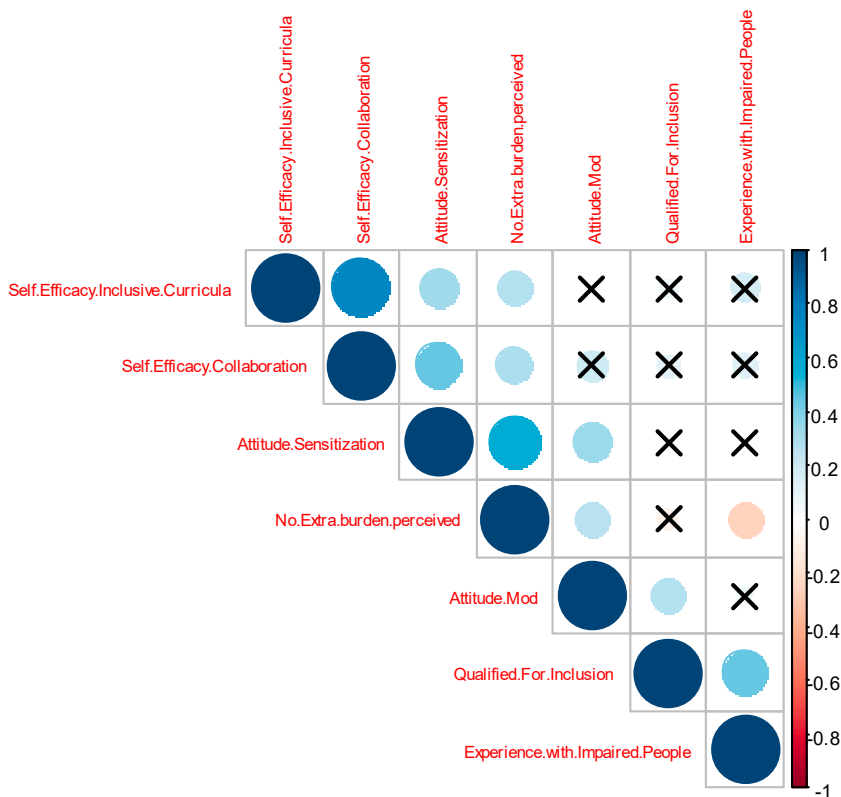 Self.Efficacy.Inclusive.Curricula
Self.Efficacy.Collaboration
Attitude.Sensitization
No.Extra.burden.perceived
Attitude.Mod
Qualified.For.Inclusion
Experience.with.Impaired.People
Self.Efficacy.Inclusive.Curricula
Self.Efficacy.Collaboration
Attitude.Sensitization
No.Extra.burden.perceived
Attitude.Mod
Qualified.For.Inclusion
Experience.with.Impaired.People
1
0.8
0.6
0.4
0.2
0
-0.2
-0.4
-0.6
-0.8
-1